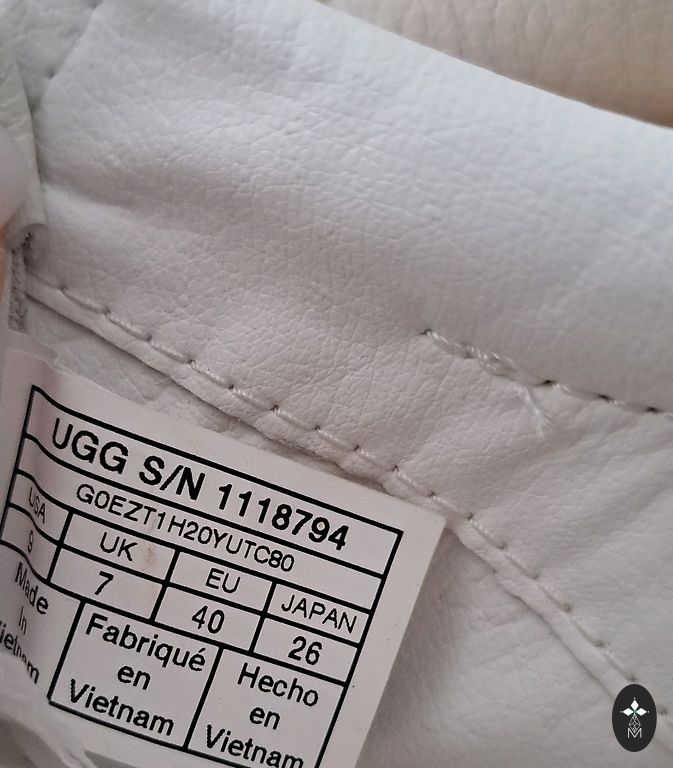 UGG S/N 1118794
G0EZT1H20YUTC80
USA UK EU JAPAN
9 7 40 26
Made
in
Vietnam
Fabriqué
en
Vietnam
Hecho
en
Vietnam
M